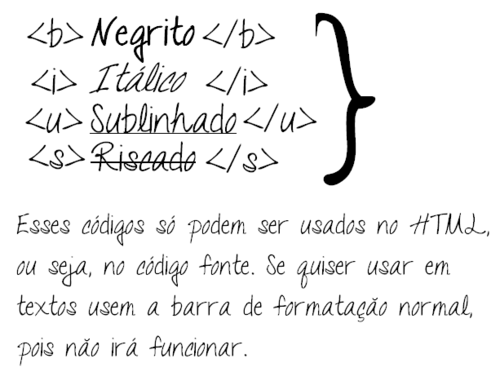 <b> Negrito </b>
<i> Itálico </i>
<u> Sublinhado </u>
<s> Riscado </s>
Esses códigos só podem ser usados no HTML,
ou seja, no código fonte. Se quiser usar em
textos usem a barra de formatação normal,
pois não irá funcionar.